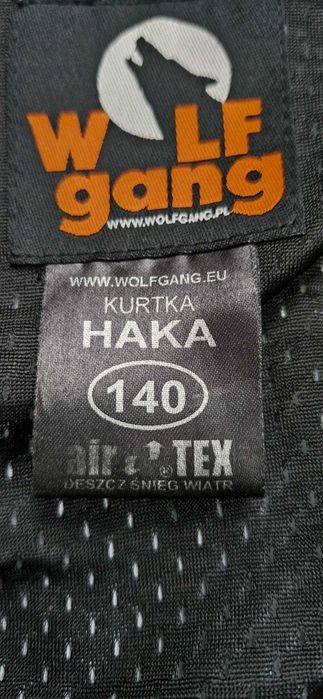 W LF
gang
WWW.WOLFGANG.PL
WWW.WOLFGANG.EU
KURTKA
HAKA
140
air TEX
DESZCZ ŚNIEG WIATR